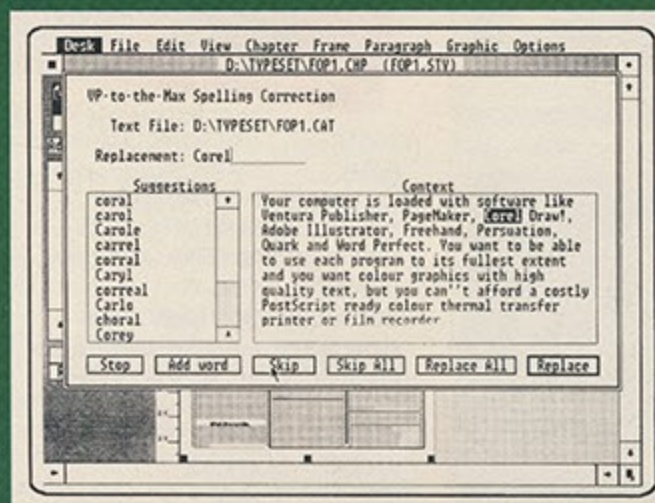 Desk File Edit View Chapter Frame Paragraph Graphic Options
D:\TYPESET\FOP1.CHP (FOP1.STY)
VP-to-the-Max Spelling Correction
Text File: D:\TYPESET\FOP1.CAT
Replacement: Corel
Suggestions
coral
carol
Carole
carrel
corral
Caryl
correal
Carlo
choral
Corey
Context
Your computer is loaded with software like
Ventura Publisher, PageMaker, Corel Draw!,
Adobe Illustrator, Freehand, Persuation,
Quark and Word Perfect. You want to be able
to use each program to its fullest extent
and you want colour graphics with high
quality text, but you can''t afford a costly
PostScript ready colour thermal transfer
printer or film recorder
Stop Add word Skip Skip All Replace All Replace